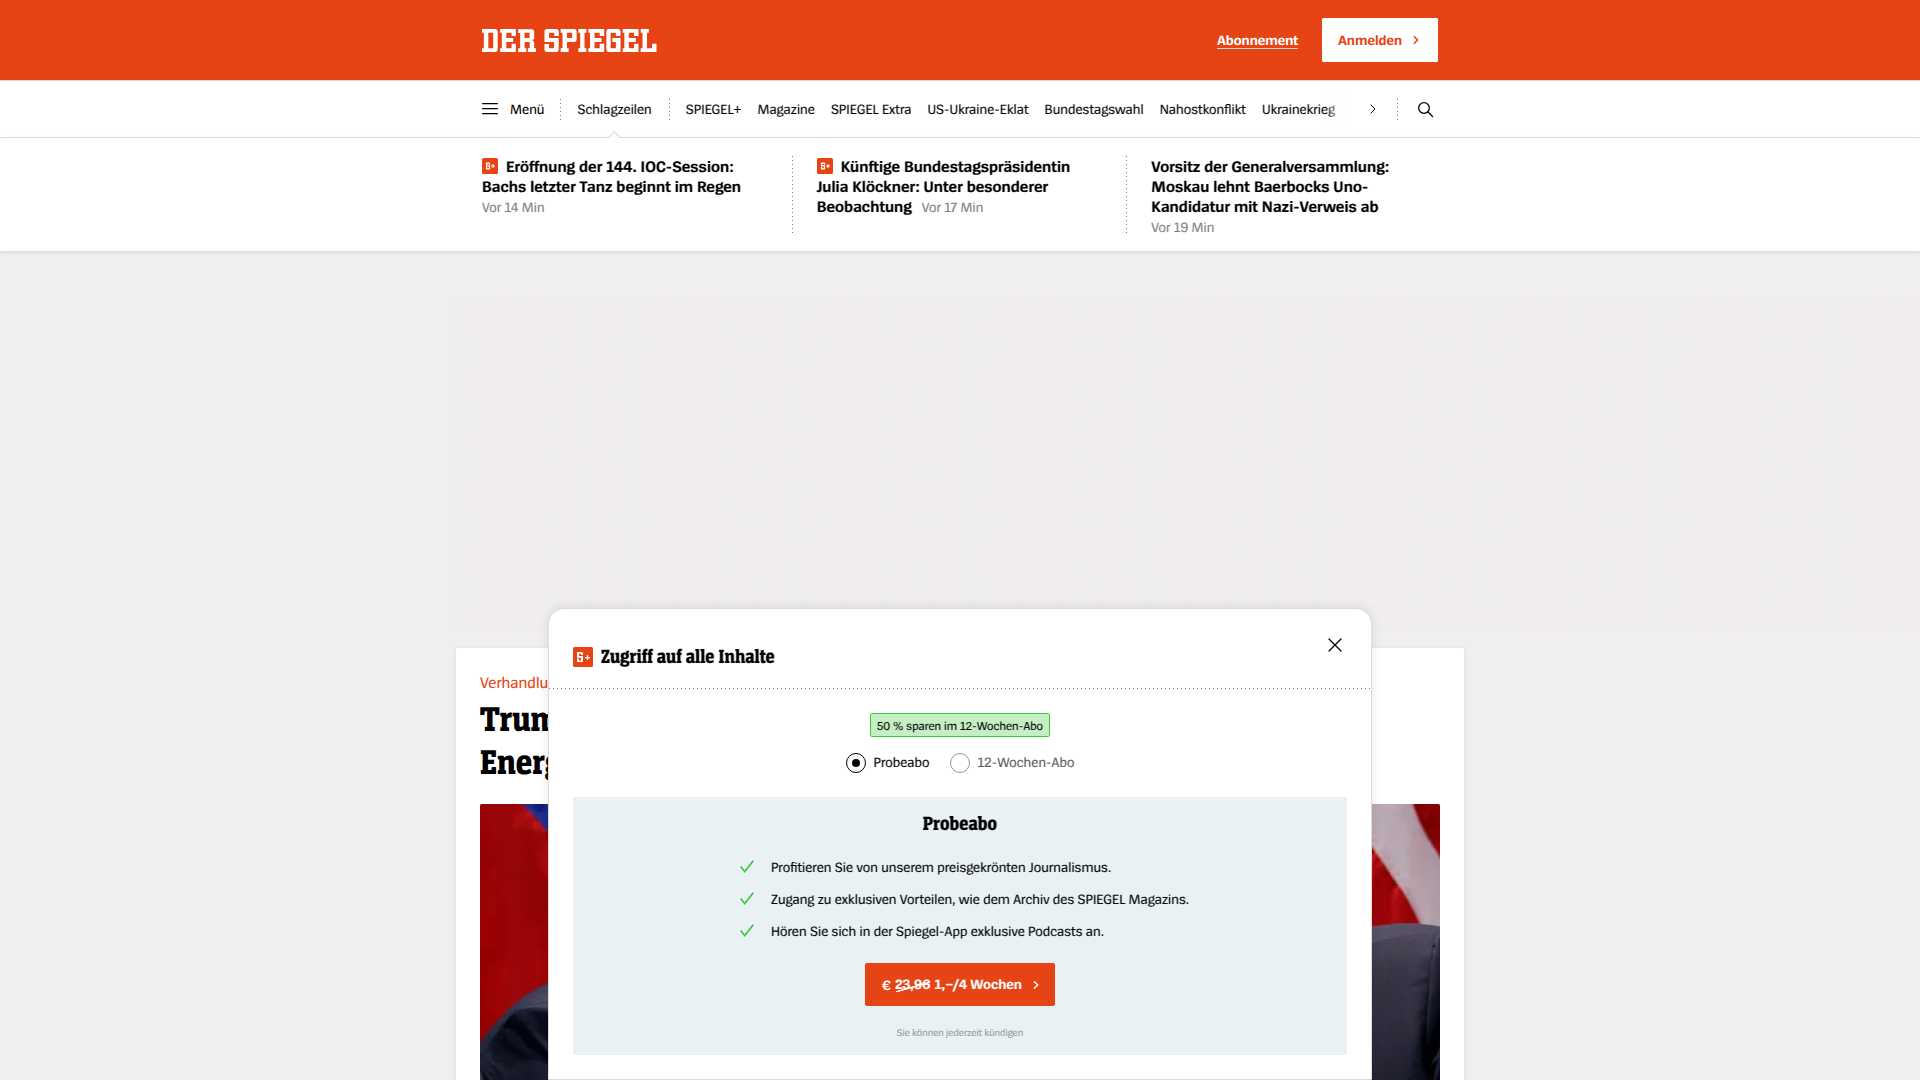 DER SPIEGEL
Abonnement
Anmelden
Menü
Schlagzeilen
SPIEGEL+
Magazine
SPIEGEL Extra
US-Ukraine-Eklat
Bundestagswahl
Nahostkonflikt
Ukrainekrieg
Eröffnung der 144. IOC-Session:
Bachs letzter Tanz beginnt im Regen
Vor 14 Min
Künftige Bundestagspräsidentin
Julia Klöckner: Unter besonderer
Beobachtung Vor 17 Min
Vorsitz der Generalversammlung:
Moskau lehnt Baerbocks Uno-
Kandidatur mit Nazi-Verweis ab
Vor 19 Min
Verhandlu
Trum
Energ
Zugriff auf alle Inhalte
50 % sparen im 12-Wochen-Abo
Probeabo
12-Wochen-Abo
Probeabo
Profitieren Sie von unserem preisgekrönten Journalismus.
Zugang zu exklusiven Vorteilen, wie dem Archiv des SPIEGEL Magazins.
Hören Sie sich in der Spiegel-App exklusive Podcasts an.
€ 23,96 1,–/4 Wochen
Sie können jederzeit kündigen